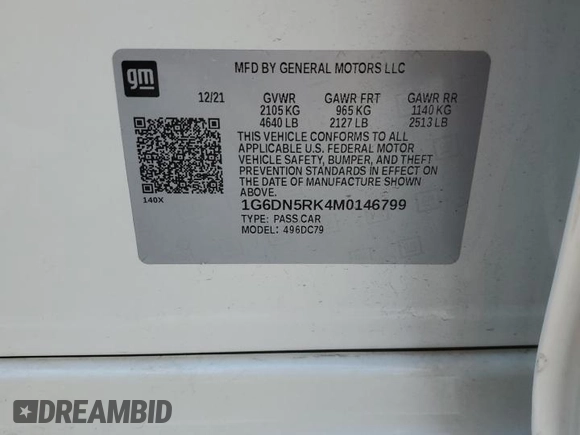 gm
MFD BY GENERAL MOTORS LLC
12/21 GVWR GAWR FRT GAWR RR
2105 KG 965 KG 1140 KG
4640 LB 2127 LB 2513 LB
THIS VEHICLE CONFORMS TO ALL
APPLICABLE U.S. FEDERAL MOTOR
VEHICLE SAFETY, BUMPER, AND THEFT
PREVENTION STANDARDS IN EFFECT ON
THE DATE OF MANUFACTURE SHOWN
ABOVE.
140X
1G6DN5RK4M0146799
TYPE: PASS CAR
MODEL: 496DC79
DREAMBID